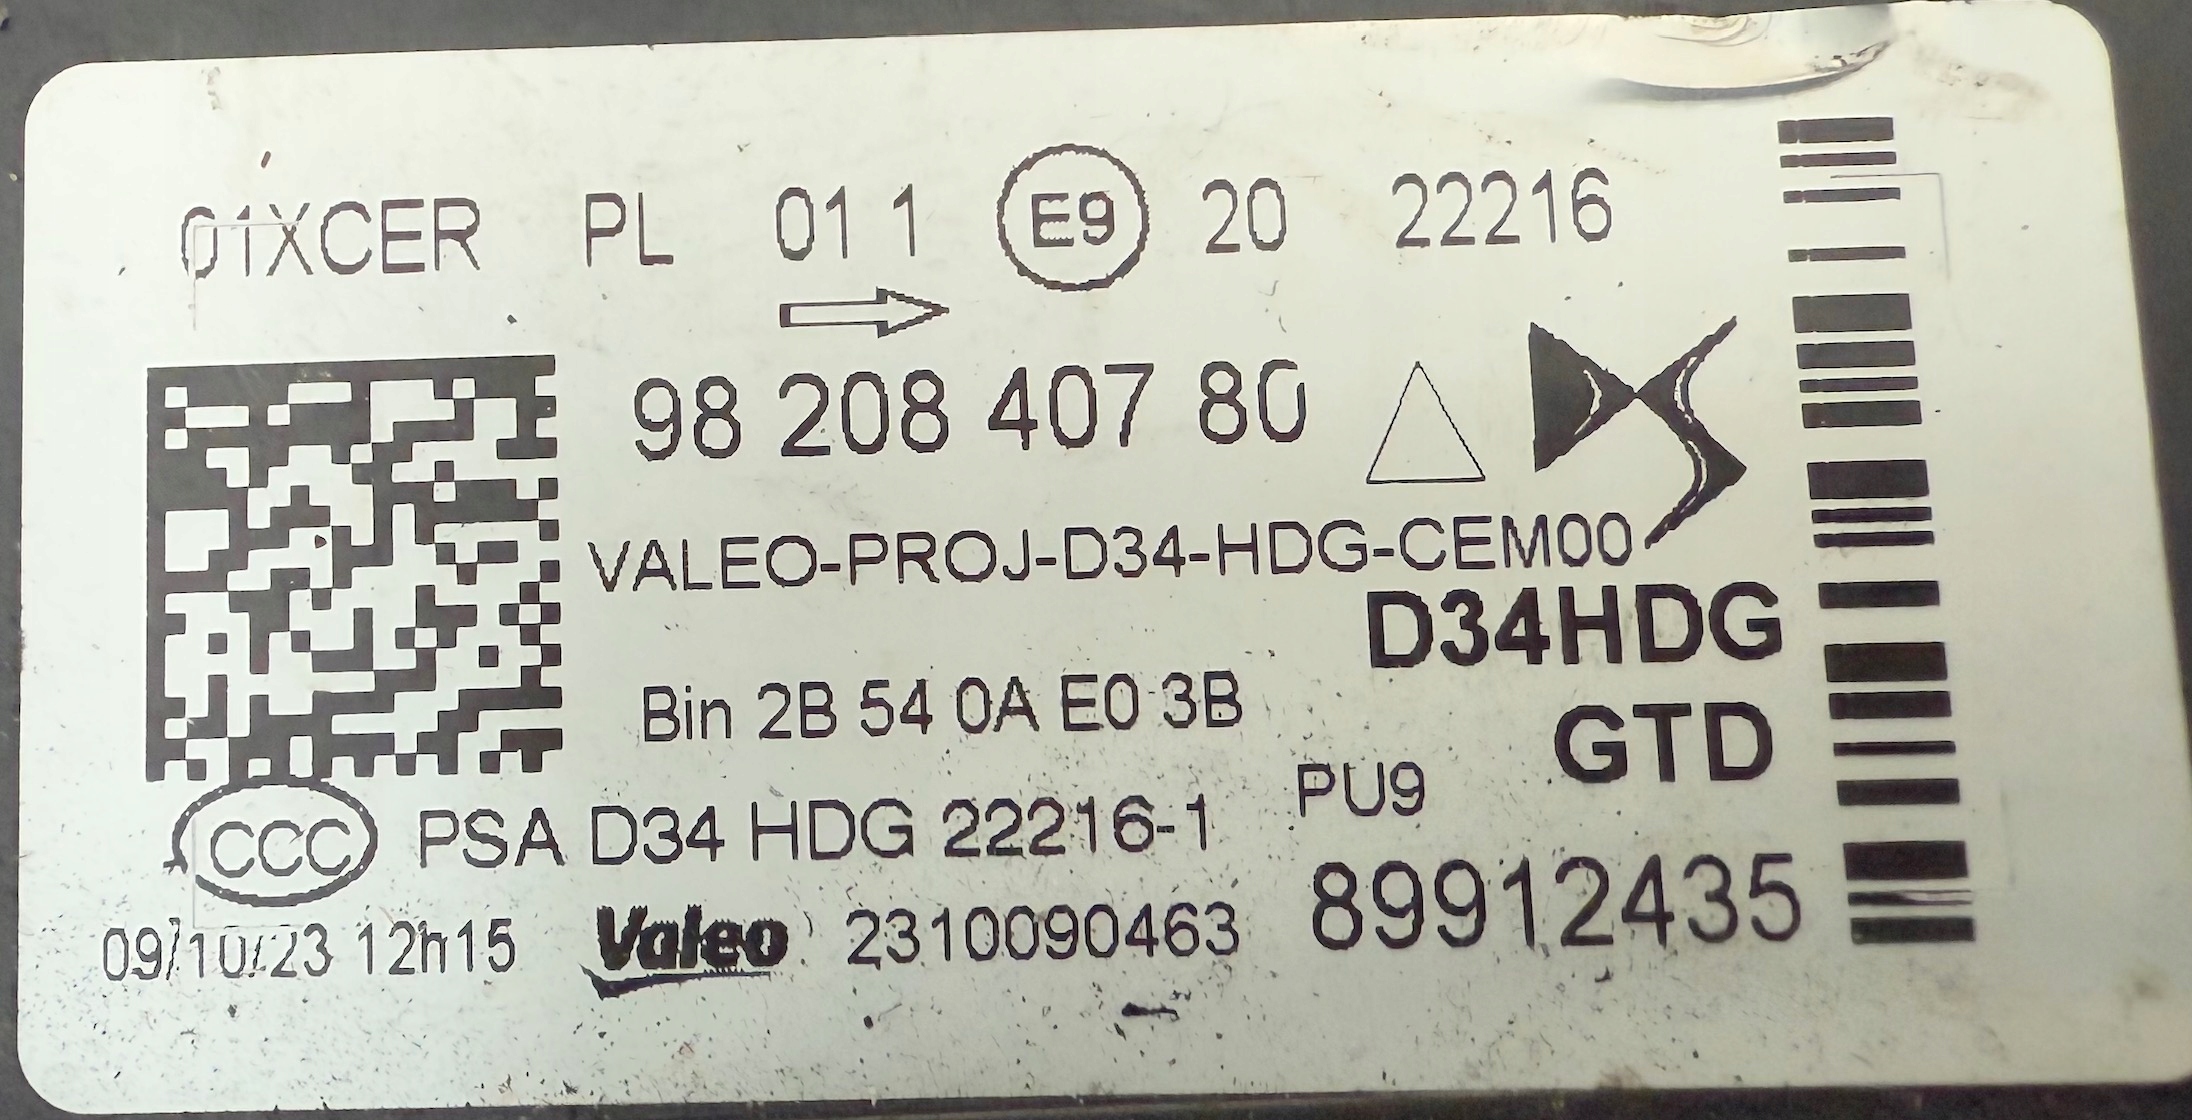 01XCER PL 01 1 E9 20 22216
98 208 407 80
DS
VALEO-PROJ-D34-HDG-CEM00
D34HDG
Bin 2B 54 0A E0 3B
GTD
PU9
CCC PSA D34 HDG 22216-1
09/10/23 12h15 Valeo 2310090463 89912435